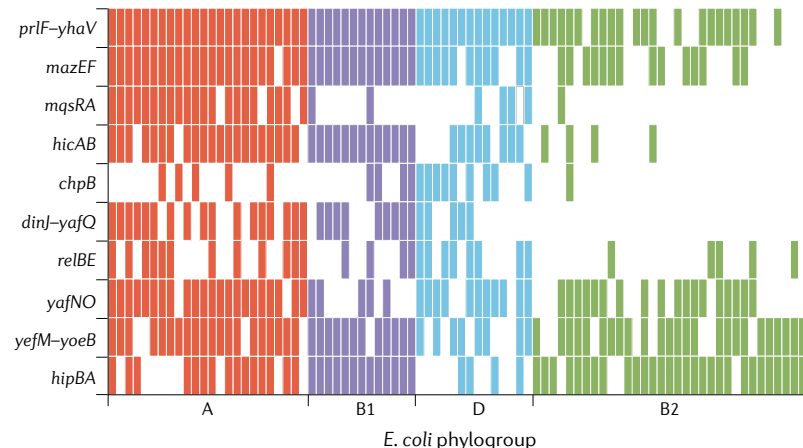 prlF–yhaV
mazEF
mqsRA
hicAB
chpB
dinJ–yafQ
relBE
yafNO
yefM–yoeB
hipBA
A B1 D B2
E. coli phylogroup